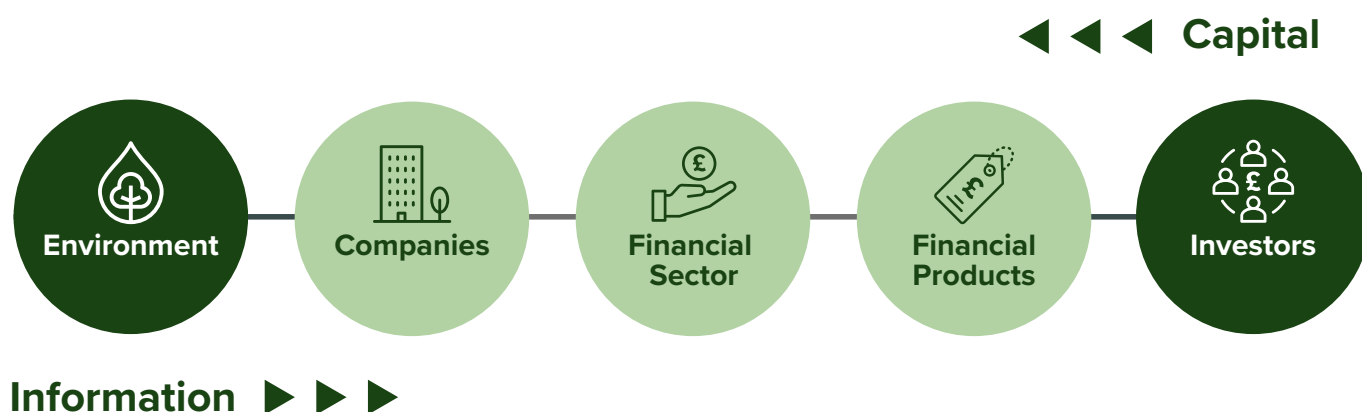 Capital
Environment
Companies
£
Financial
Sector
£
Financial
Products
£
Investors
Information